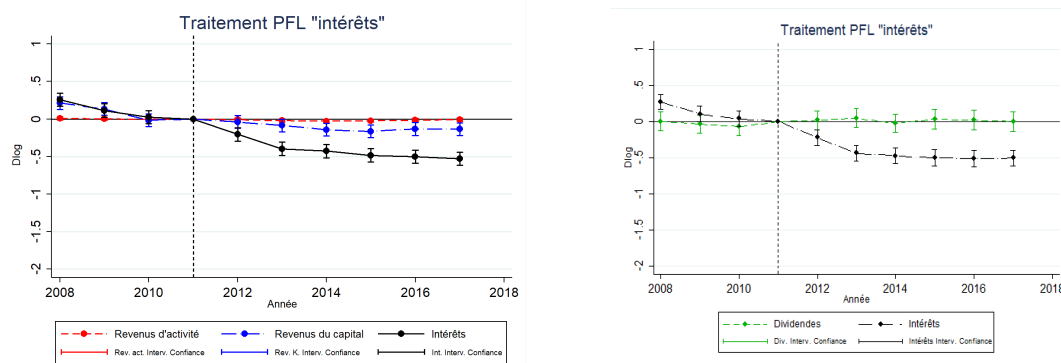 Traitement PFL "intérêts"
1
.5
0
-.5
-1
-1.5
-2
Dlog
2008 2010 2012 2014 2016 2018
Année
Revenus d'activité Revenus du capital Intérêts
Rev. act. Interv. Confiance Rev. K. Interv. Confiance Int. Interv. Confiance
Traitement PFL "intérêts"
1
.5
0
-.5
-1
-1.5
-2
Dlog
2008 2010 2012 2014 2016 2018
Année
Dividendes Intérêts
Div. Interv. Confiance Intérêts Interv. Confiance